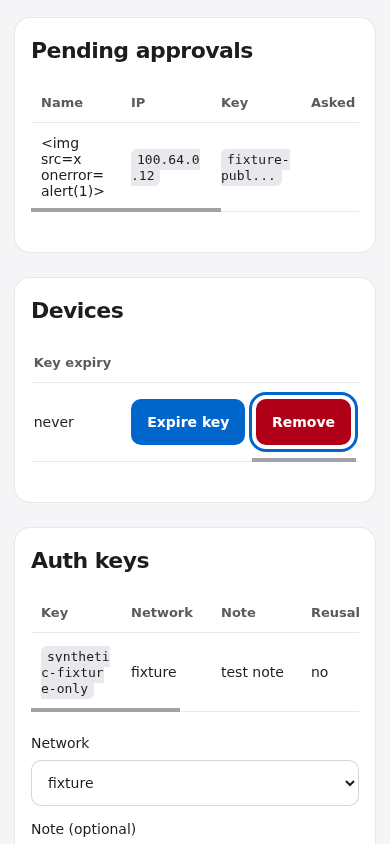 Pending approvals
Name IP Key Asked
<img
src=x
onerror=
alert(1)>
100.64.0
.12
fixture-
publ...
Devices
Key expiry
never Expire key Remove
Auth keys
Key Network Note Reusal
syntheti
c-fixtur
e-only
fixture test note no
Network
fixture
Note (optional)